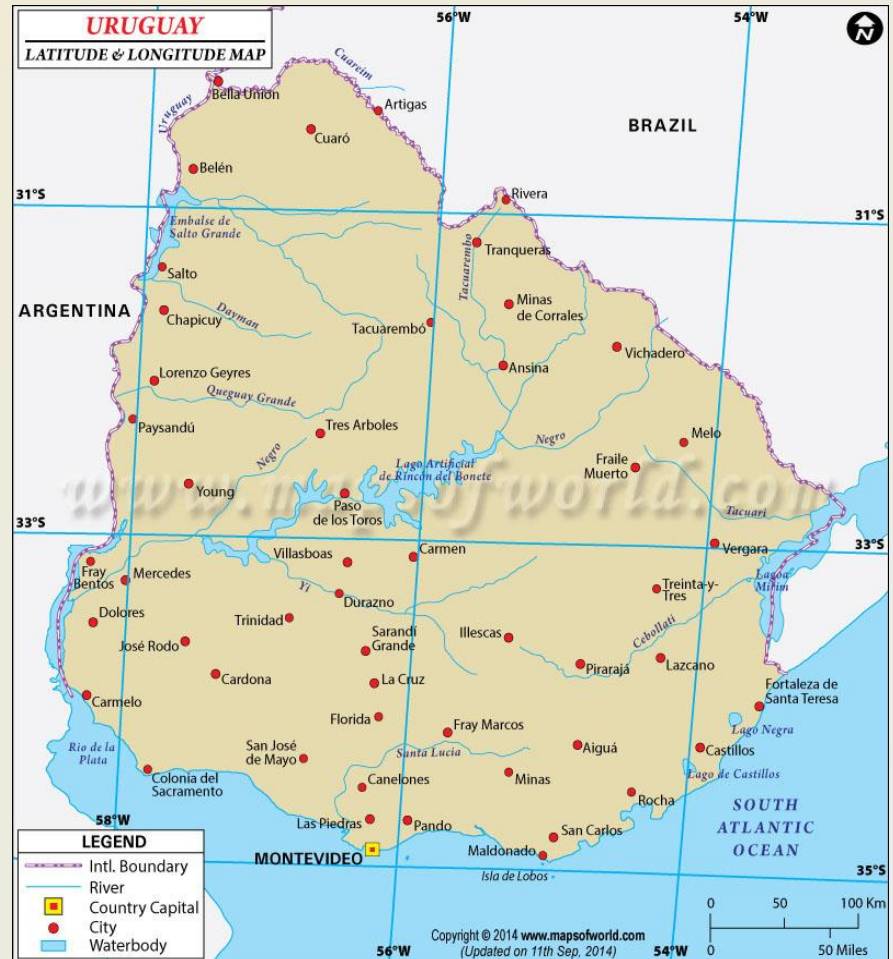 URUGUAY
LATITUDE & LONGITUDE MAP
56°W
54°W
N
Cuareim
Bella Union
Uruguay
Artigas
Cuaró
BRAZIL
Belén
31°S
Rivera
31°S
Embalse de
Salto Grande
Tacuarembo
Tranqueras
Salto
ARGENTINA
Chapicuy
Dayman
Minas
de Corrales
Tacuarembó
Vichadero
Lorenzo Geyres
Ansina
Queguay Grande
Paysandú
Tres Arboles
Negro
Negro
Melo
Lago Artificial
de Rincón del Bonete
Fraile
Muerto
www.mapsofworld.com
Young
Paso
de los Toros
Tacuari
33°S
33°S
Villasboas
Carmen
Vergara
Fray
Bentos
Mercedes
Yi
Durazno
Treinta-y-
Tres
Lagoa
Mirim
Dolores
Trinidad
Sarandí
Grande
Illescas
Cebollati
José Rodo
Pirarajá
Lazcano
Cardona
La Cruz
Carmelo
Fortaleza de
Santa Teresa
Florida
Fray Marcos
Lago Negra
Rio de la
Plata
San José
de Mayo
Santa Lucia
Aiguá
Castillos
Colonia del
Sacramento
Canelones
Minas
Lago de Castillos
Rocha
58°W
Las Piedras
Pando
San Carlos
SOUTH
ATLANTIC
OCEAN
MONTEVIDEO
Maldonado
Isla de Lobos
35°S
LEGEND
Intl. Boundary
River
Country Capital
City
Waterbody
0 50 100 Km
0 50 Miles
56°W
54°W
Copyright © 2014 www.mapsofworld.com
(Updated on 11th Sep, 2014)